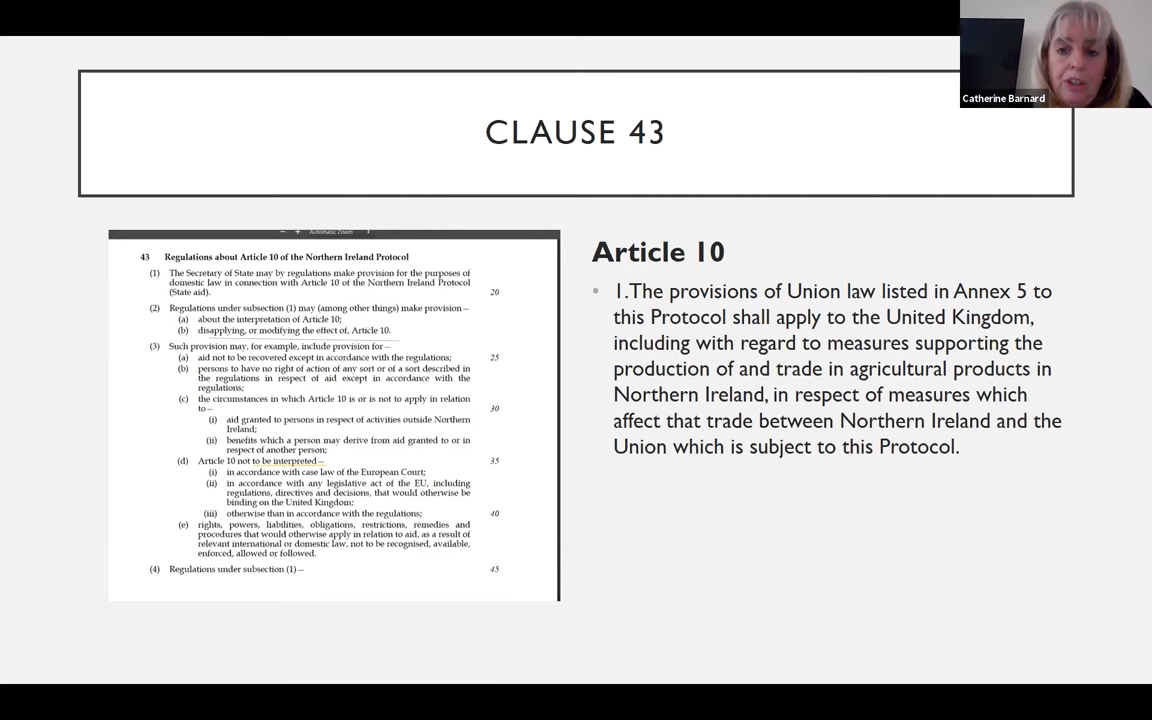 Catherine Barnard
CLAUSE 43
Automatic Zoom
43 Regulations about Article 10 of the Northern Ireland Protocol
(1) The Secretary of State may by regulations make provision for the purposes of
domestic law in connection with Article 10 of the Northern Ireland Protocol
(State aid). 20
(2) Regulations under subsection (1) may (among other things) make provision—
(a) about the interpretation of Article 10;
(b) disapplying, or modifying the effect of, Article 10.
(3) Such provision may, for example, include provision for—
(a) aid not to be recovered except in accordance with the regulations; 25
(b) persons to have no right of action of any sort or of a sort described in
the regulations in respect of aid except in accordance with the
regulations;
(c) the circumstances in which Article 10 is or is not to apply in relation
to— 30
(i) aid granted to persons in respect of activities outside Northern
Ireland;
(ii) benefits which a person may derive from aid granted to or in
respect of another person;
(d) Article 10 not to be interpreted— 35
(i) in accordance with case law of the European Court;
(ii) in accordance with any legislative act of the EU, including
regulations, directives and decisions, that would otherwise be
binding on the United Kingdom;
(iii) otherwise than in accordance with the regulations; 40
(e) rights, powers, liabilities, obligations, restrictions, remedies and
procedures that would otherwise apply in relation to aid, as a result of
relevant international or domestic law, not to be recognised, available,
enforced, allowed or followed.
(4) Regulations under subsection (1)— 45
Article 10
• 1.The provisions of Union law listed in Annex 5 to
this Protocol shall apply to the United Kingdom,
including with regard to measures supporting the
production of and trade in agricultural products in
Northern Ireland, in respect of measures which
affect that trade between Northern Ireland and the
Union which is subject to this Protocol.